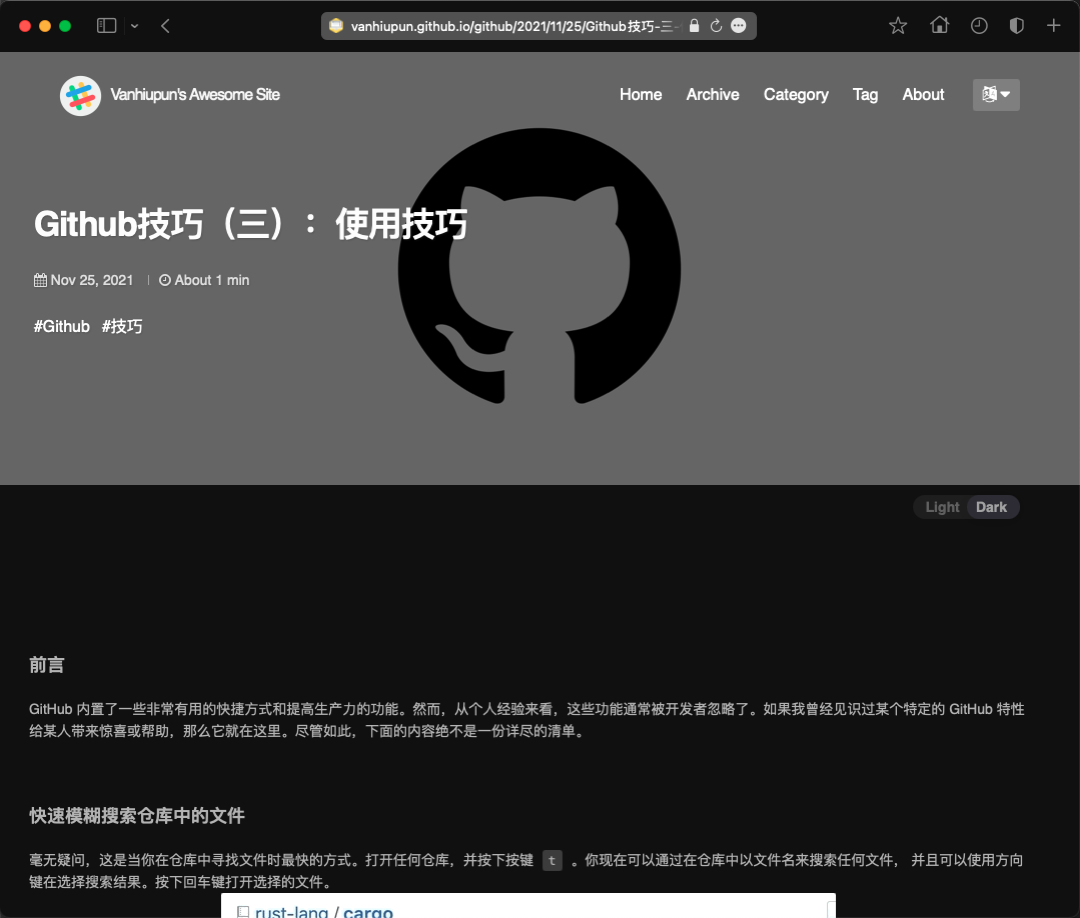 vanhiupun.github.io/github/2021/11/25/Github技巧-三-
Vanhiupun's Awesome Site
Home
Archive
Category
Tag
About
Github技巧（三）：使用技巧
Nov 25, 2021
About 1 min
#Github #技巧
Light
Dark
前言
GitHub 内置了一些非常有用的快捷方式和提高生产力的功能。然而，从个人经验来看，这些功能通常被开发者忽略了。如果我曾经见识过某个特定的 GitHub 特性
给某人带来惊喜或帮助，那么它就在这里。尽管如此，下面的内容绝不是一份详尽的清单。
快速模糊搜索仓库中的文件
毫无疑问，这是当你在仓库中寻找文件时最快的方式。打开任何仓库，并按下按键 t 。你现在可以通过在仓库中以文件名来搜索任何文件， 并且可以使用方向
键在选择搜索结果。按下回车键打开选择的文件。
rust-lang / cargo